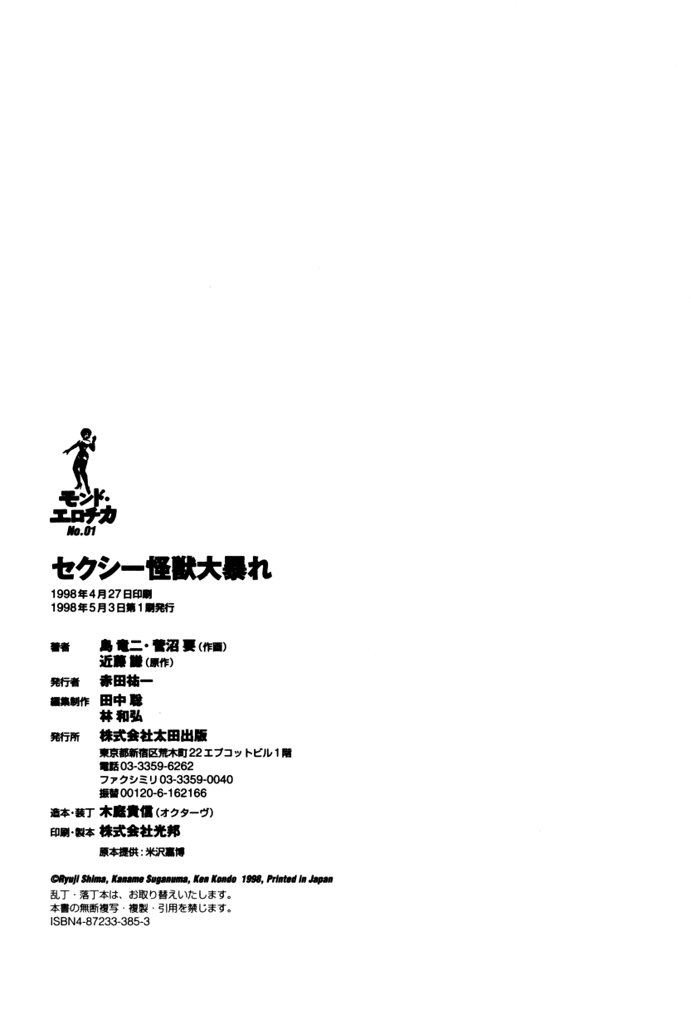 モンド・
エロチカ
No.01
セクシー怪獣大暴れ
1998年4月27日印刷
1998年5月3日第1刷発行
著者 島 竜二・菅沼 要（作画）
近藤 謙（原作）
発行者 赤田祐一
編集制作 田中 聡
林 和弘
発行所 株式会社太田出版
東京都新宿区荒木町22エプコットビル1階
電話03-3359-6262
ファクシミリ03-3359-0040
振替00120-6-162166
造本・装丁 木庭貴信（オクターヴ）
印刷・製本 株式会社光邦
原本提供：米沢嘉博
©Ryuji Shima, Kaname Suganuma, Ken Kondo 1998, Printed in Japan
乱丁・落丁本は、お取り替えいたします。
本書の無断複写・複製・引用を禁じます。
ISBN4-87233-385-3